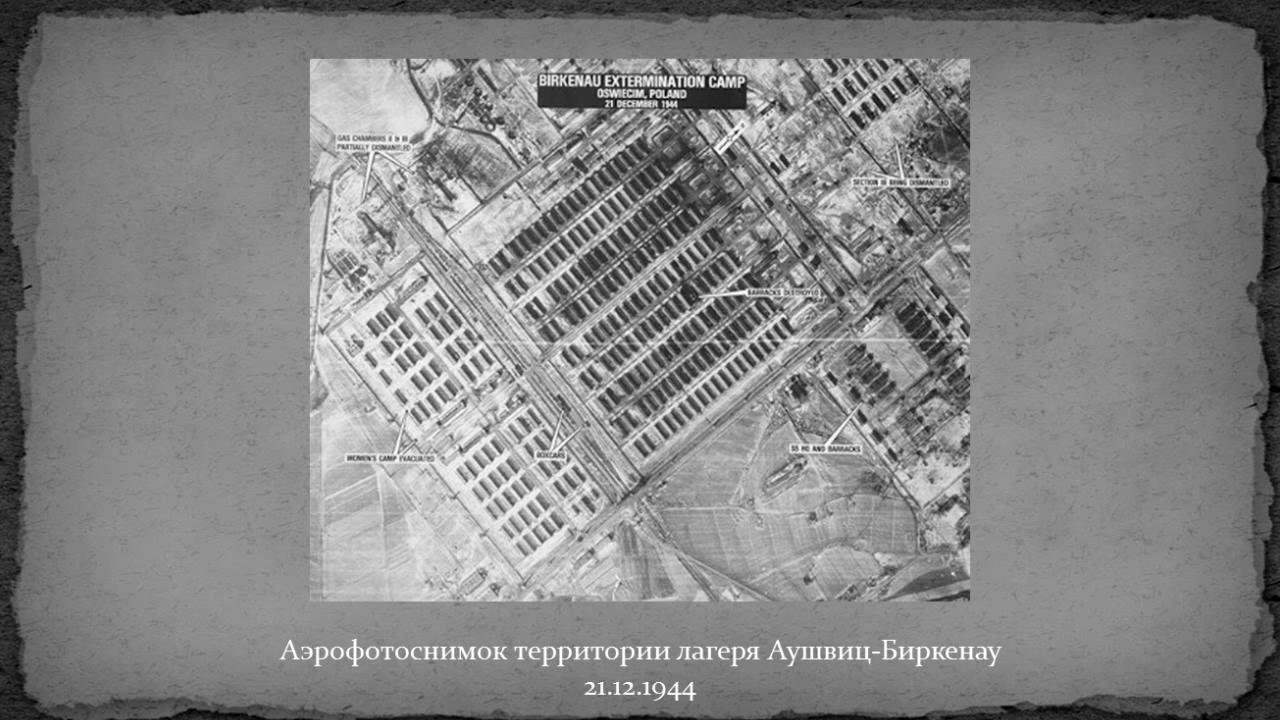 BIRKENAU EXTERMINATION CAMP
OSWIECIM, POLAND
21 DECEMBER 1944
GAS CHAMBERS II & III
PARTIALLY DISMANTLED
SECTION III BEING DISMANTLED
BARRACKS DESTROYED
WOMEN'S CAMP EVACUATED
BOXCARS
SS HQ AND BARRACKS
Аэрофотоснимок территории лагеря Аушвиц-Биркенау
21.12.1944